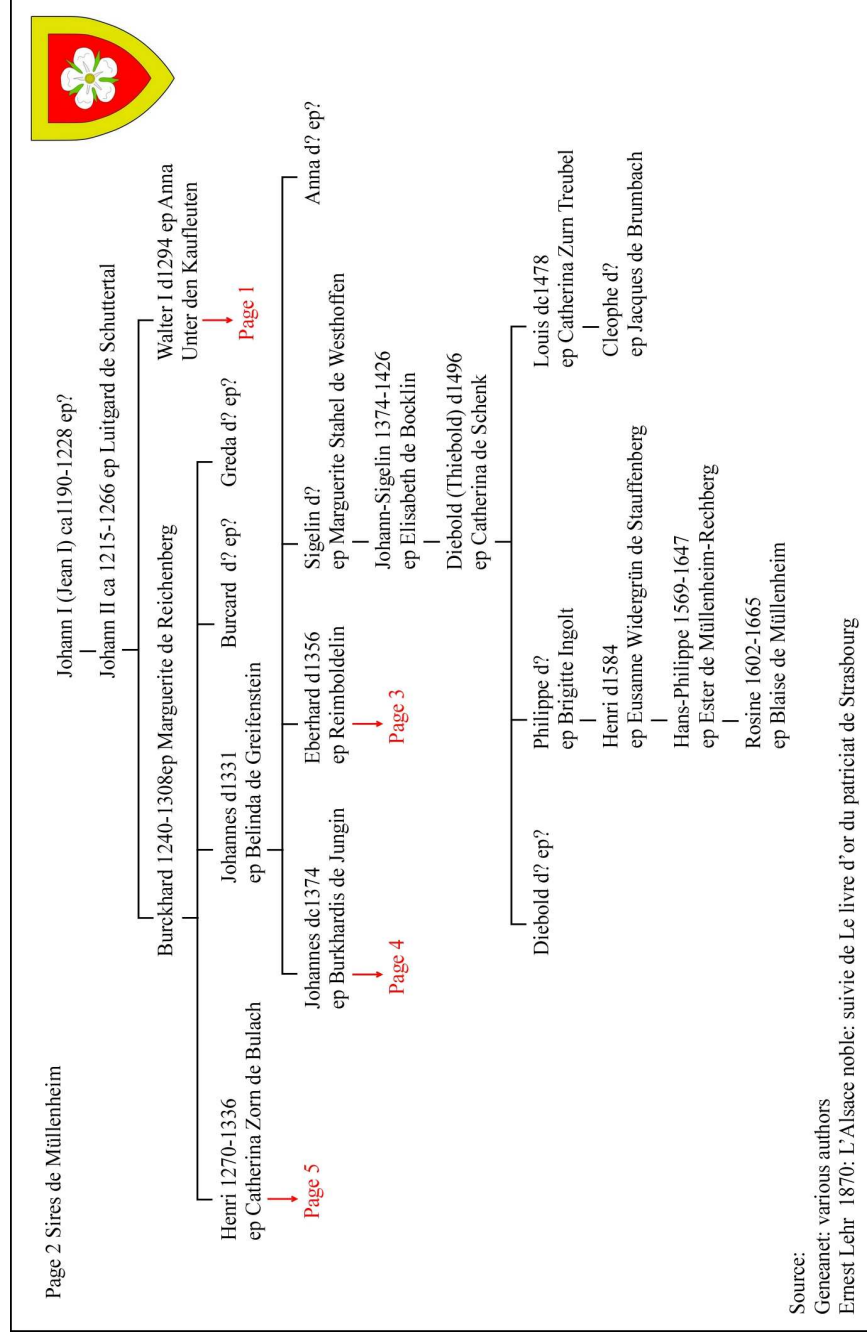 Page 2 Sires de Müllenheim
Johann I (Jean I) ca1190-1228 ep?
Johann II ca 1215-1266 ep Luitgard de Schuttertal
Burckhard 1240-1308ep Marguerite de Reichenberg
Walter I d1294 ep Anna
Unter den Kaufleuten
Page 1
Henri 1270-1336
ep Catherina Zorn de Bulach
Page 5
Johannes d1331
ep Belinda de Greifenstein
Burcard d? ep?
Greda d? ep?
Johannes dc1374
ep Burkhardis de Jungin
Page 4
Eberhard d1356
ep Reimboldelin
Page 3
Sigelin d?
ep Marguerite Stahel de Westhoffen
Anna d? ep?
Johann-Sigelin 1374-1426
ep Elisabeth de Bocklin
Diebold (Thiebold) d1496
ep Catherina de Schenk
Diebold d? ep?
Philippe d?
ep Brigitte Ingolt
Louis dc1478
ep Catherina Zurn Treubel
Henri d1584
ep Eusanne Widergrün de Stauffenberg
Cleophe d?
ep Jacques de Brumbach
Hans-Philippe 1569-1647
ep Ester de Müllenheim-Rechberg
Rosine 1602-1665
ep Blaise de Müllenheim
Source:
Geneanet: various authors
Ernest Lehr 1870: L'Alsace noble: suivie de Le livre d'or du patriciat de Strasbourg